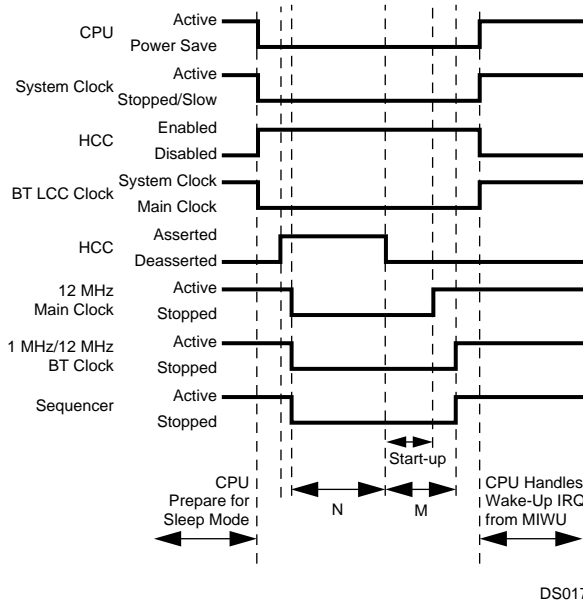 CPU
Active
Power Save
System Clock
Active
Stopped/Slow
HCC
Enabled
Disabled
BT LCC Clock
System Clock
Main Clock
HCC
Asserted
Deasserted
12 MHz
Main Clock
Active
Stopped
1 MHz/12 MHz
BT Clock
Active
Stopped
Sequencer
Active
Stopped
Start-up
CPU
Prepare for
Sleep Mode
N
M
CPU Handles
Wake-Up IRQ
from MIWU
DS017